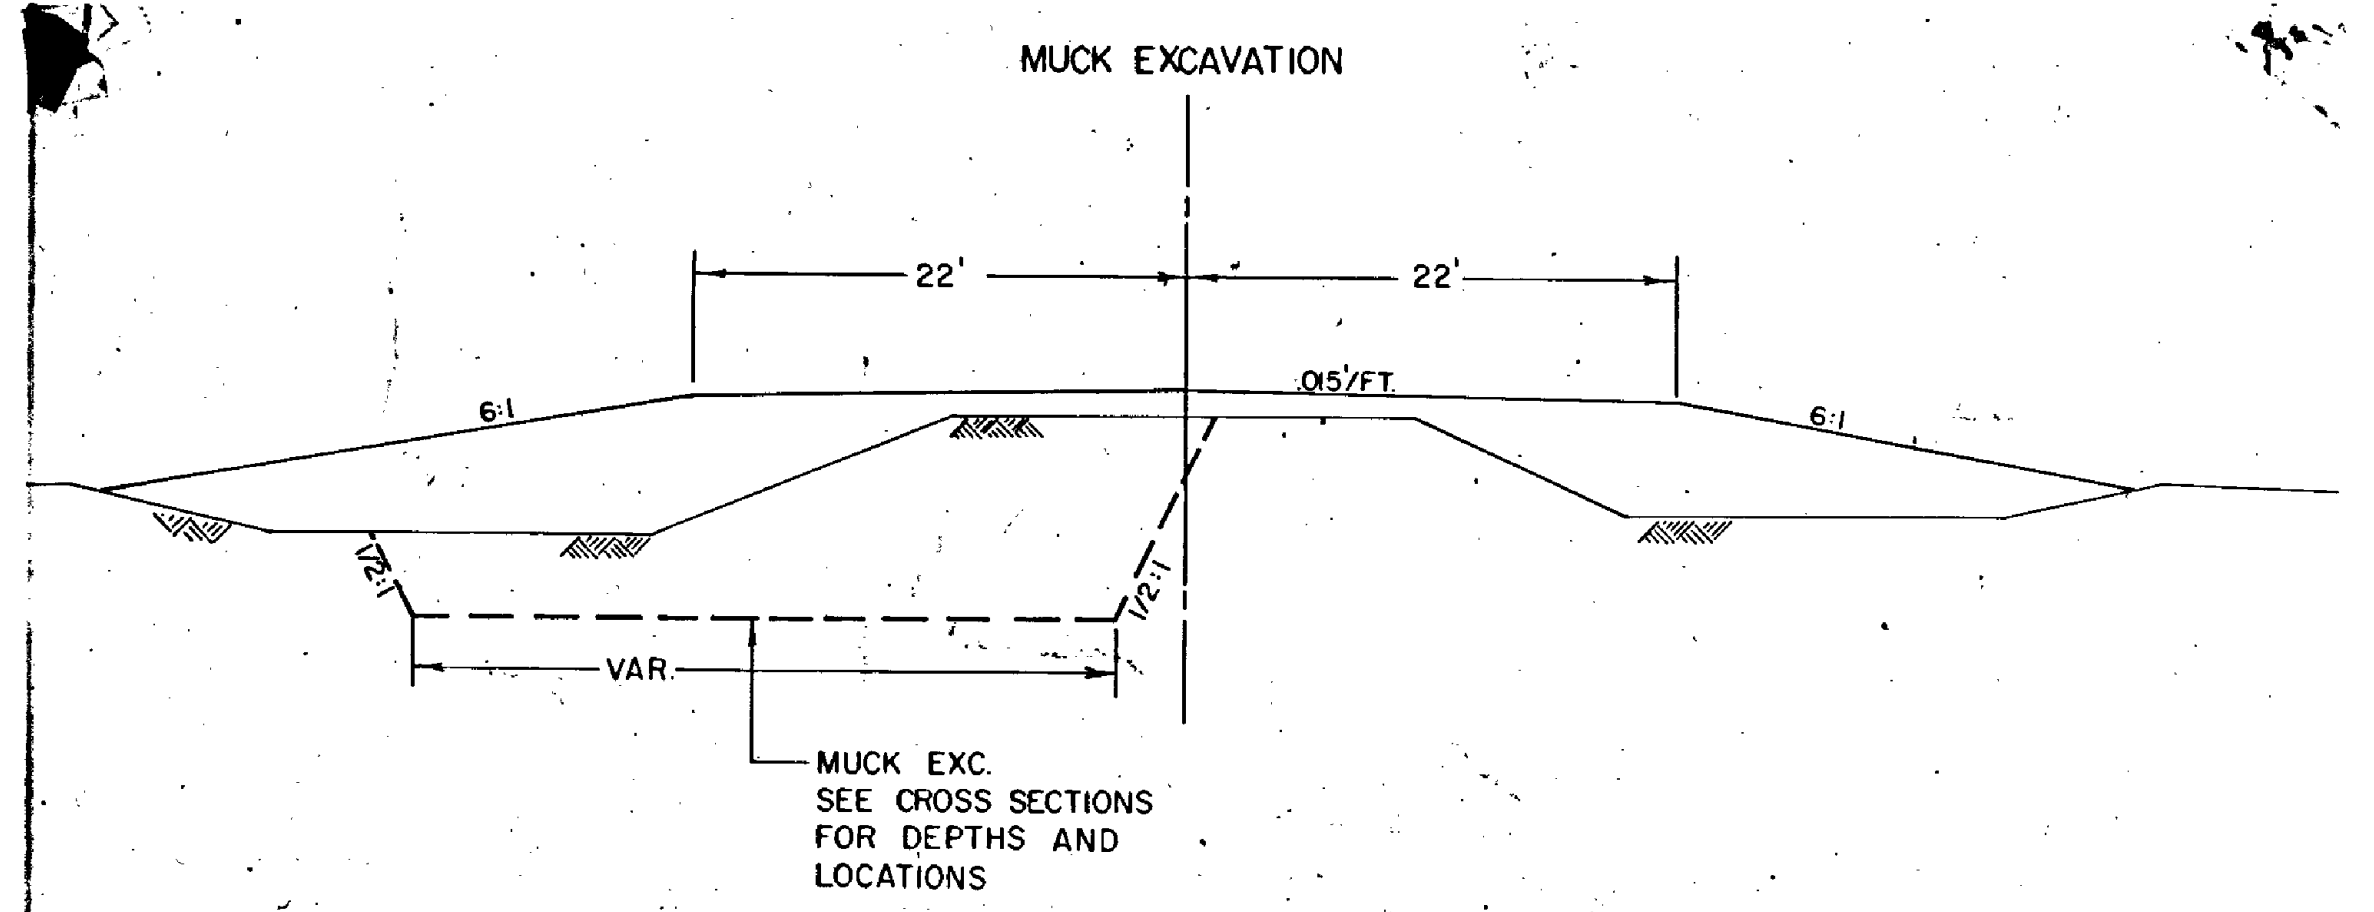 MUCK EXCAVATION
22' 22'
.015'/FT.
6:1 6:1
1/2:1 1/2:1
VAR.
MUCK EXC.
SEE CROSS SECTIONS
FOR DEPTHS AND
LOCATIONS